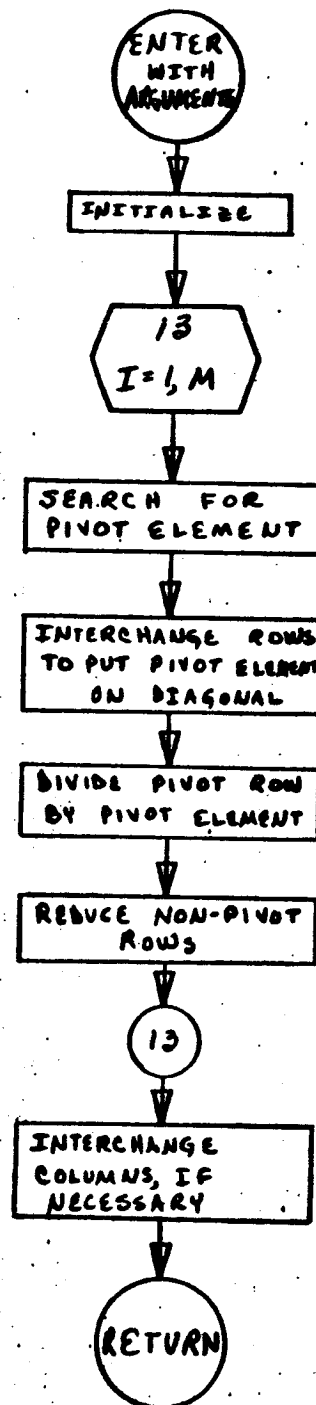 ENTER
WITH
ARGUMENTS
INITIALIZE
13
I=1, M
SEARCH FOR
PIVOT ELEMENT
INTERCHANGE ROWS
TO PUT PIVOT ELEMENT
ON DIAGONAL
DIVIDE PIVOT ROW
BY PIVOT ELEMENT
REDUCE NON-PIVOT
ROWS
13
INTERCHANGE
COLUMNS, IF
NECESSARY
RETURN